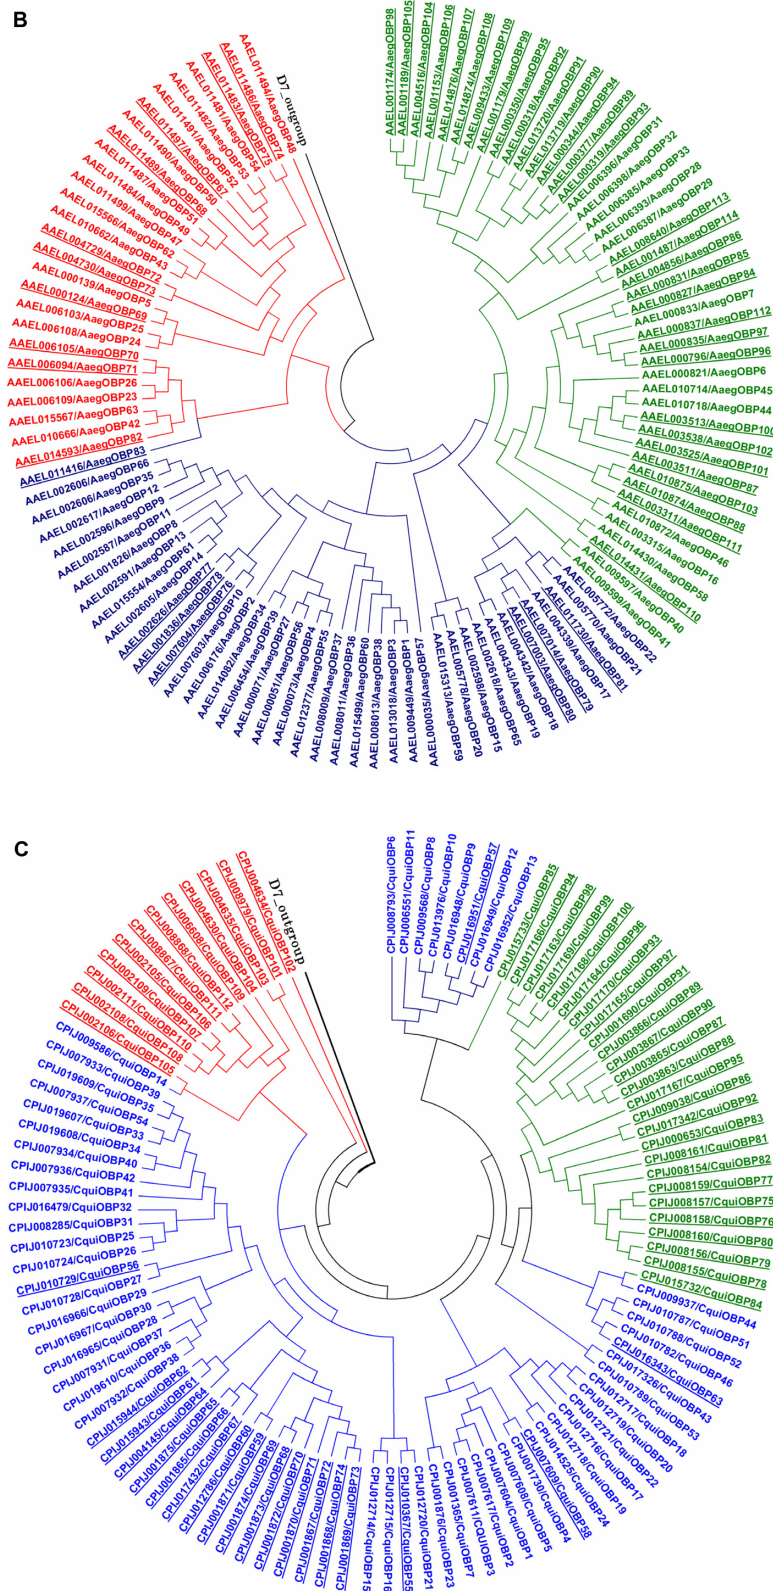 B
AAEL001174/AaegOBP98
AAEL001189/AaegOBP105
AAEL004516/AaegOBP104
AAEL001153/AaegOBP106
AAEL014876/AaegOBP107
AAEL014874/AaegOBP108
AAEL009433/AaegOBP109
AAEL001179/AaegOBP99
AAEL000350/AaegOBP95
AAEL000318/AaegOBP92
AAEL013720/AaegOBP91
AAEL013719/AaegOBP90
AAEL000344/AaegOBP94
AAEL000377/AaegOBP89
AAEL000319/AaegOBP93
AAEL006396/AaegOBP31
AAEL006398/AaegOBP32
AAEL006385/AaegOBP33
AAEL006393/AaegOBP28
AAEL006387/AaegOBP29
AAEL008640/AaegOBP113
AAEL001487/AaegOBP114
AAEL004856/AaegOBP86
AAEL000831/AaegOBP85
AAEL000827/AaegOBP84
AAEL000833/AaegOBP7
AAEL000837/AaegOBP112
AAEL000835/AaegOBP97
AAEL000796/AaegOBP96
AAEL000821/AaegOBP6
AAEL010714/AaegOBP45
AAEL010718/AaegOBP44
AAEL003513/AaegOBP100
AAEL003538/AaegOBP102
AAEL003525/AaegOBP101
AAEL003511/AaegOBP87
AAEL010875/AaegOBP103
AAEL010874/AaegOBP88
AAEL003311/AaegOBP111
AAEL010872/AaegOBP46
AAEL003315/AaegOBP16
AAEL014430/AaegOBP58
AAEL014431/AaegOBP110
AAEL009597/AaegOBP40
AAEL009599/AaegOBP41
AAEL005772/AaegOBP22
AAEL005770/AaegOBP21
AAEL011730/AaegOBP81
AAEL004339/AaegOBP17
AAEL007014/AaegOBP79
AAEL007003/AaegOBP80
AAEL004342/AaegOBP18
AAEL004343/AaegOBP19
AAEL002618/AaegOBP65
AAEL002598/AaegOBP15
AAEL005778/AaegOBP20
AAEL015313/AaegOBP59
AAEL000035/AaegOBP57
AAEL009449/AaegOBP1
AAEL013018/AaegOBP3
AAEL008013/AaegOBP38
AAEL015499/AaegOBP60
AAEL008011/AaegOBP36
AAEL008009/AaegOBP37
AAEL012377/AaegOBP55
AAEL000073/AaegOBP4
AAEL000051/AaegOBP56
AAEL000071/AaegOBP27
AAEL006454/AaegOBP39
AAEL014082/AaegOBP34
AAEL006176/AaegOBP2
AAEL007603/AaegOBP10
AAEL007604/AaegOBP76
AAEL001836/AaegOBP78
AAEL002626/AaegOBP77
AAEL002605/AaegOBP14
AAEL015554/AaegOBP61
AAEL002591/AaegOBP13
AAEL001826/AaegOBP8
AAEL002587/AaegOBP11
AAEL002596/AaegOBP9
AAEL002617/AaegOBP12
AAEL002606/AaegOBP35
AAEL002606/AaegOBP66
AAEL011416/AaegOBP83
AAEL014593/AaegOBP82
AAEL010666/AaegOBP42
AAEL015567/AaegOBP63
AAEL006109/AaegOBP23
AAEL006106/AaegOBP26
AAEL006094/AaegOBP71
AAEL006105/AaegOBP70
AAEL006108/AaegOBP24
AAEL006103/AaegOBP25
AAEL000124/AaegOBP69
AAEL000139/AaegOBP5
AAEL004730/AaegOBP73
AAEL004729/AaegOBP72
AAEL010662/AaegOBP43
AAEL015566/AaegOBP62
AAEL011499/AaegOBP47
AAEL011484/AaegOBP49
AAEL011487/AaegOBP51
AAEL011489/AaegOBP68
AAEL011490/AaegOBP50
AAEL011497/AaegOBP67
AAEL011491/AaegOBP52
AAEL011482/AaegOBP53
AAEL011481/AaegOBP54
AAEL011483/AaegOBP75
AAEL011486/AaegOBP74
AAEL011494/AaegOBP48
D7_outgroup
C
CPIJ008793/CquiOBP6
CPIJ006551/CquiOBP11
CPIJ009568/CquiOBP8
CPIJ013976/CquiOBP10
CPIJ016948/CquiOBP9
CPIJ016951/CquiOBP57
CPIJ016949/CquiOBP12
CPIJ016952/CquiOBP13
CPIJ015733/CquiOBP85
CPIJ017166/CquiOBP94
CPIJ017163/CquiOBP98
CPIJ017169/CquiOBP99
CPIJ017168/CquiOBP100
CPIJ017164/CquiOBP96
CPIJ017170/CquiOBP93
CPIJ017165/CquiOBP97
CPIJ001690/CquiOBP91
CPIJ003866/CquiOBP89
CPIJ003867/CquiOBP90
CPIJ003865/CquiOBP87
CPIJ003863/CquiOBP88
CPIJ017167/CquiOBP95
CPIJ009038/CquiOBP86
CPIJ017342/CquiOBP92
CPIJ000653/CquiOBP83
CPIJ008161/CquiOBP81
CPIJ008154/CquiOBP82
CPIJ008159/CquiOBP77
CPIJ008157/CquiOBP75
CPIJ008158/CquiOBP76
CPIJ008160/CquiOBP80
CPIJ008156/CquiOBP79
CPIJ008155/CquiOBP78
CPIJ015732/CquiOBP84
CPIJ009937/CquiOBP44
CPIJ010787/CquiOBP51
CPIJ010788/CquiOBP52
CPIJ010782/CquiOBP46
CPIJ016343/CquiOBP63
CPIJ017326/CquiOBP43
CPIJ010789/CquiOBP53
CPIJ012717/CquiOBP18
CPIJ012719/CquiOBP20
CPIJ012721/CquiOBP22
CPIJ012716/CquiOBP17
CPIJ012718/CquiOBP19
CPIJ014525/CquiOBP24
CPIJ007809/CquiOBP58
CPIJ001730/CquiOBP4
CPIJ007608/CquiOBP5
CPIJ007604/CquiOBP1
CPIJ007617/CquiOBP2
CPIJ007611/CQUIOBP3
CPIJ001365/CquiOBP7
CPIJ001876/CquiOBP23
CPIJ012720/CquiOBP21
CPIJ010367/CquiOBP55
CPIJ012715/CquiOBP16
CPIJ012714/CquiOBP15
CPIJ001869/CquiOBP73
CPIJ001868/CquiOBP74
CPIJ001867/CquiOBP72
CPIJ001870/CquiOBP71
CPIJ001872/CquiOBP70
CPIJ001873/CquiOBP68
CPIJ001874/CquiOBP69
CPIJ001871/CquiOBP59
CPIJ012786/CquiOBP60
CPIJ017432/CquiOBP67
CPIJ001865/CquiOBP66
CPIJ001875/CquiOBP65
CPIJ004145/CquiOBP64
CPIJ015943/CquiOBP61
CPIJ015944/CquiOBP62
CPIJ007932/CquiOBP38
CPIJ019610/CquiOBP36
CPIJ007931/CquiOBP37
CPIJ016965/CquiOBP28
CPIJ016967/CquiOBP30
CPIJ016966/CquiOBP29
CPIJ010728/CquiOBP27
CPIJ010729/CquiOBP56
CPIJ010724/CquiOBP26
CPIJ010723/CquiOBP25
CPIJ008285/CquiOBP31
CPIJ016479/CquiOBP32
CPIJ007935/CquiOBP41
CPIJ007936/CquiOBP42
CPIJ007934/CquiOBP40
CPIJ019608/CquiOBP34
CPIJ019607/CquiOBP33
CPIJ007937/CquiOBP54
CPIJ019609/CquiOBP35
CPIJ007933/CquiOBP39
CPIJ009586/CquiOBP14
CPIJ002106/CquiOBP105
CPIJ002108/CquiOBP108
CPIJ002111/CquiOBP110
CPIJ002109/CquiOBP107
CPIJ002105/CquiOBP106
CPIJ008867/CquiOBP111
CPIJ008868/CquiOBP112
CPIJ006608/CquiOBP109
CPIJ004630/CquiOBP104
CPIJ004635/CquiOBP103
CPIJ008979/CquiOBP101
CPIJ004634/CquiOBP102
D7_outgroup